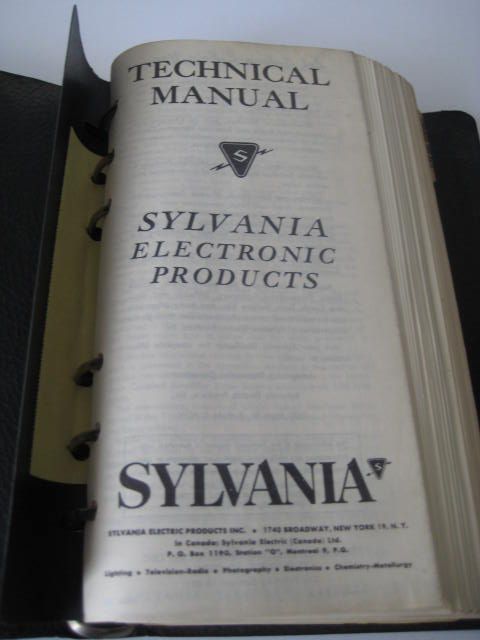 TECHNICAL
MANUAL
S
SYLVANIA
ELECTRONIC
PRODUCTS
SYLVANIA
S
SYLVANIA ELECTRIC PRODUCTS INC. • 1740 BROADWAY, NEW YORK 19, N. Y.
In Canada: Sylvania Electric (Canada) Ltd.
P. O. Box 1190, Station "O", Montreal 9, P.Q.
Lighting • Television-Radio • Photography • Electronics • Chemistry-Metallurgy